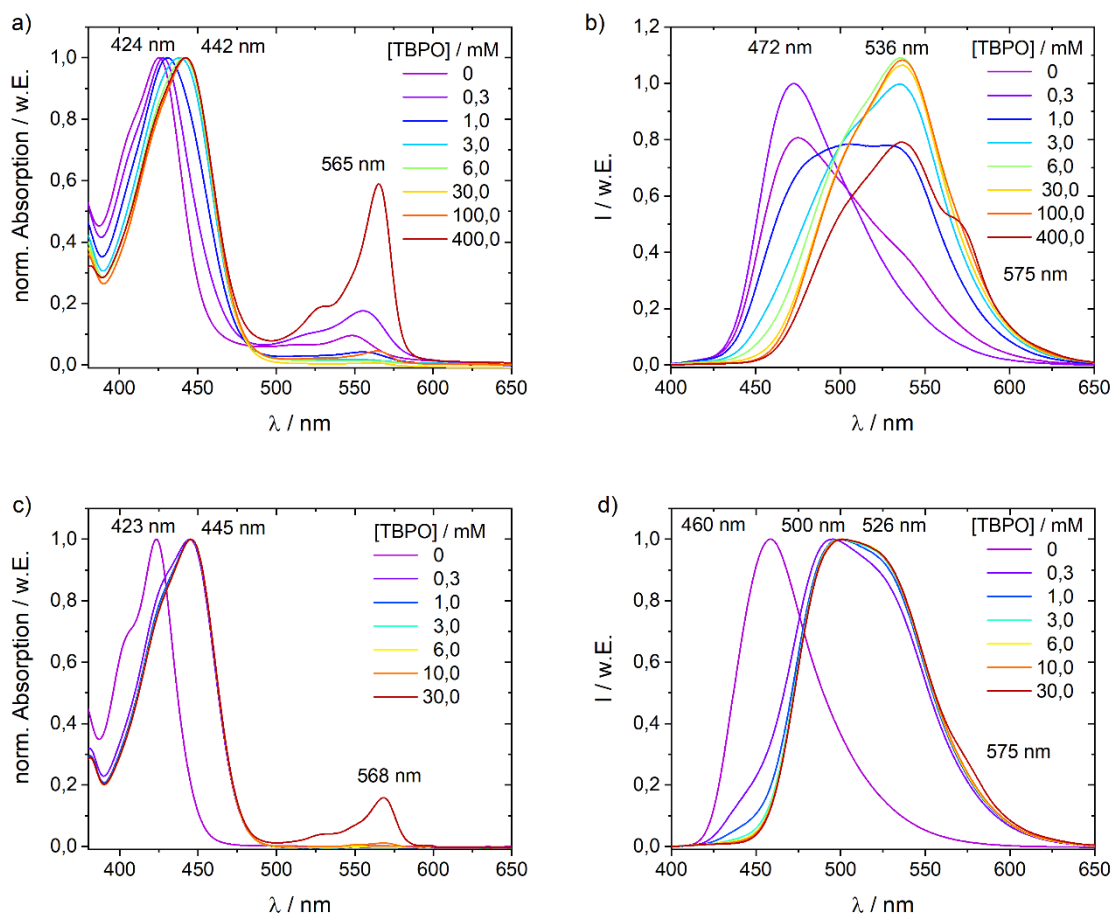 a)
424 nm
442 nm
565 nm
[TBPO] / mM
0
0,3
1,0
3,0
6,0
30,0
100,0
400,0
norm. Absorption / w.E.
1,0
0,8
0,6
0,4
0,2
0,0
400 450 500 550 600 650
λ / nm
b)
472 nm
536 nm
575 nm
[TBPO] / mM
0
0,3
1,0
3,0
6,0
30,0
100,0
400,0
I / w.E.
1,2
1,0
0,8
0,6
0,4
0,2
0,0
400 450 500 550 600 650
λ / nm
c)
423 nm
445 nm
568 nm
[TBPO] / mM
0
0,3
1,0
3,0
6,0
10,0
30,0
norm. Absorption / w.E.
1,0
0,8
0,6
0,4
0,2
0,0
400 450 500 550 600 650
λ / nm
d)
460 nm
500 nm
526 nm
575 nm
[TBPO] / mM
0
0,3
1,0
3,0
6,0
10,0
30,0
I / w.E.
1,0
0,8
0,6
0,4
0,2
0,0
400 450 500 550 600 650
λ / nm